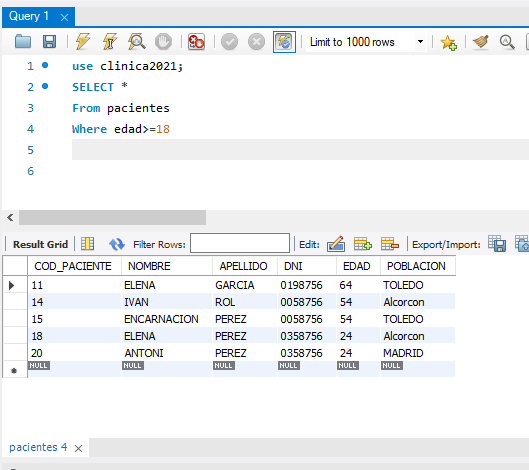 Query 1
Limit to 1000 rows
1 use clinica2021;
2 SELECT *
3 From pacientes
4 Where edad>=18
5
6
Result Grid Filter Rows: Edit: Export/Import:
COD_PACIENTE NOMBRE APELLIDO DNI EDAD POBLACION
11 ELENA GARCIA 0198756 64 TOLEDO
14 IVAN ROL 0058756 54 Alcorcon
15 ENCARNACION PEREZ 0058756 54 TOLEDO
18 ELENA PEREZ 0358756 24 Alcorcon
20 ANTONI PEREZ 0358756 24 MADRID
NULL NULL NULL NULL NULL NULL
pacientes 4